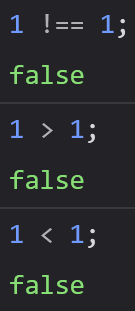 1 !== 1;
false
1 > 1;
false
1 < 1;
false